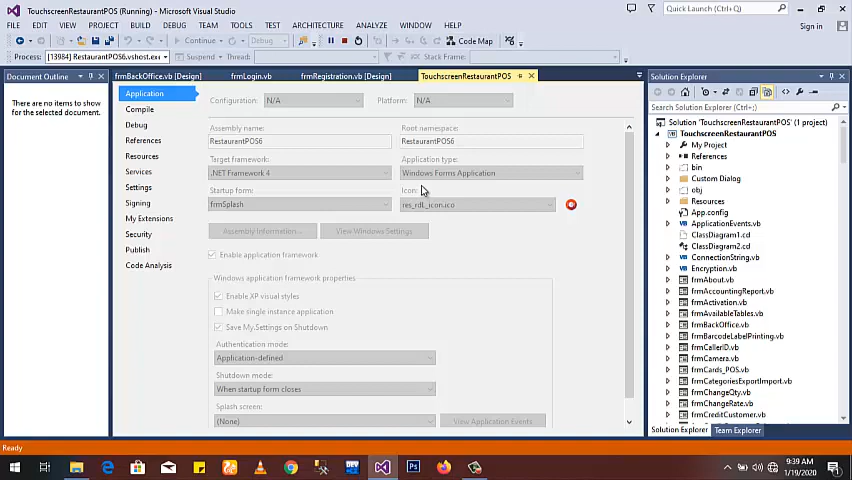 TouchscreenRestaurantPOS (Running) - Microsoft Visual Studio
Quick Launch (Ctrl+Q)
FILE EDIT VIEW PROJECT BUILD DEBUG TEAM TOOLS TEST ARCHITECTURE ANALYZE WINDOW HELP
Sign in
Continue
Code Map
Process: [13984] RestaurantPOS6.vshost.exe
Suspend
Thread:
Document Outline
frmBackOffice.vb [Design]
frmLogin.vb
frmRegistration.vb [Design]
TouchscreenRestaurantPOS
Solution Explorer
There are no items to show
for the selected document.
Application
Compile
Debug
References
Resources
Services
Settings
Signing
My Extensions
Security
Publish
Code Analysis
Configuration: N/A
Platform: N/A
Assembly name:
RestaurantPOS6
Root namespace:
RestaurantPOS6
Target framework:
.NET Framework 4
Application type:
Windows Forms Application
Startup form:
frmSplash
Icon:
res_rdL_icon.ico
Assembly Information...
View Windows Settings
Enable application framework
Windows application framework properties
Enable XP visual styles
Make single instance application
Save My.Settings on Shutdown
Authentication mode:
Application-defined
Shutdown mode:
When startup form closes
Splash screen:
(None)
View Application Events
Search Solution Explorer (Ctrl+;)
Solution 'TouchscreenRestaurantPOS' (1 project)
TouchscreenRestaurantPOS
My Project
References
bin
Custom Dialog
obj
Resources
App.config
ApplicationEvents.vb
ClassDiagram1.cd
ClassDiagram2.cd
ConnectionString.vb
Encryption.vb
frmAbout.vb
frmAccountingReport.vb
frmActivation.vb
frmAvailableTables.vb
frmBackOffice.vb
frmBarcodeLabelPrinting.vb
frmCallerID.vb
frmCamera.vb
frmCards_POS.vb
frmCategoriesExportImport.vb
frmChangeQty.vb
frmChangeRate.vb
frmCreditCustomer.vb
Solution Explorer
Team Explorer
Ready
9:39 AM
1/19/2020